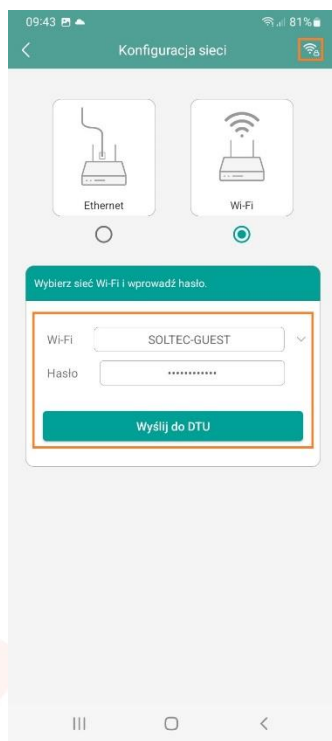 09:43 81%
Konfiguracja sieci
Ethernet Wi-Fi
Wybierz sieć Wi-Fi i wprowadź hasło.
Wi-Fi SOLTEC-GUEST
Hasło ••••••••••••
Wyślij do DTU